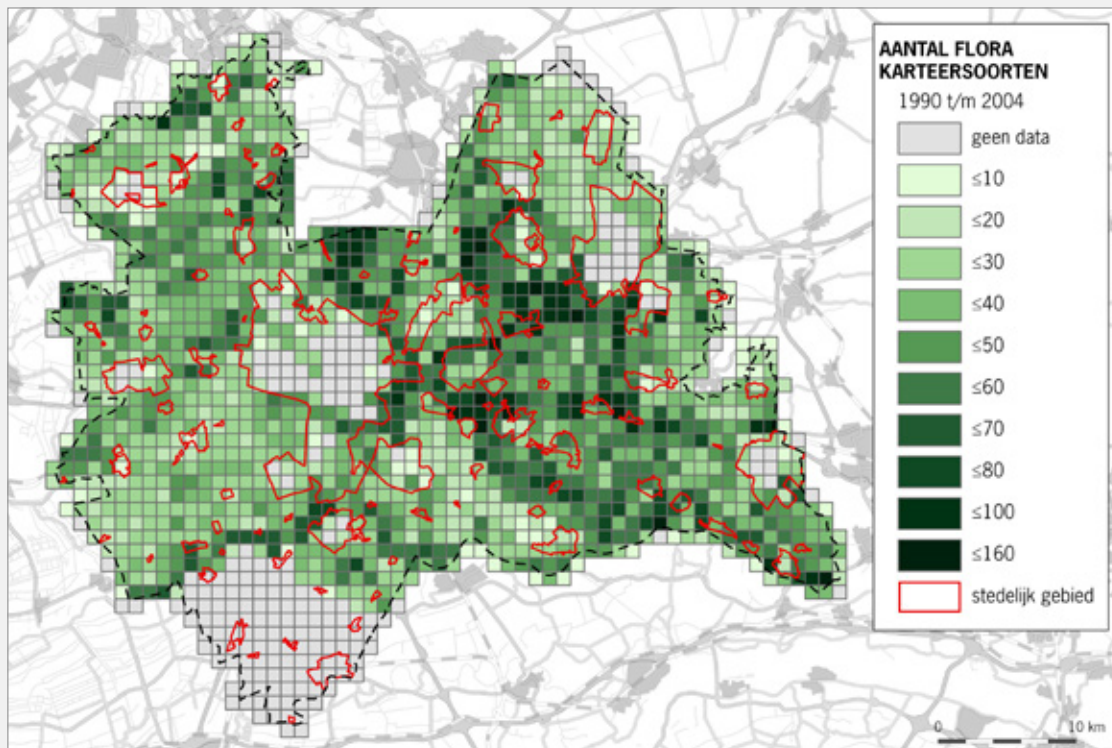 AANTAL FLORA
KARTEERSOORTEN
1990 t/m 2004
geen data
≤10
≤20
≤30
≤40
≤50
≤60
≤70
≤80
≤100
≤160
stedelijk gebied
0 10 km